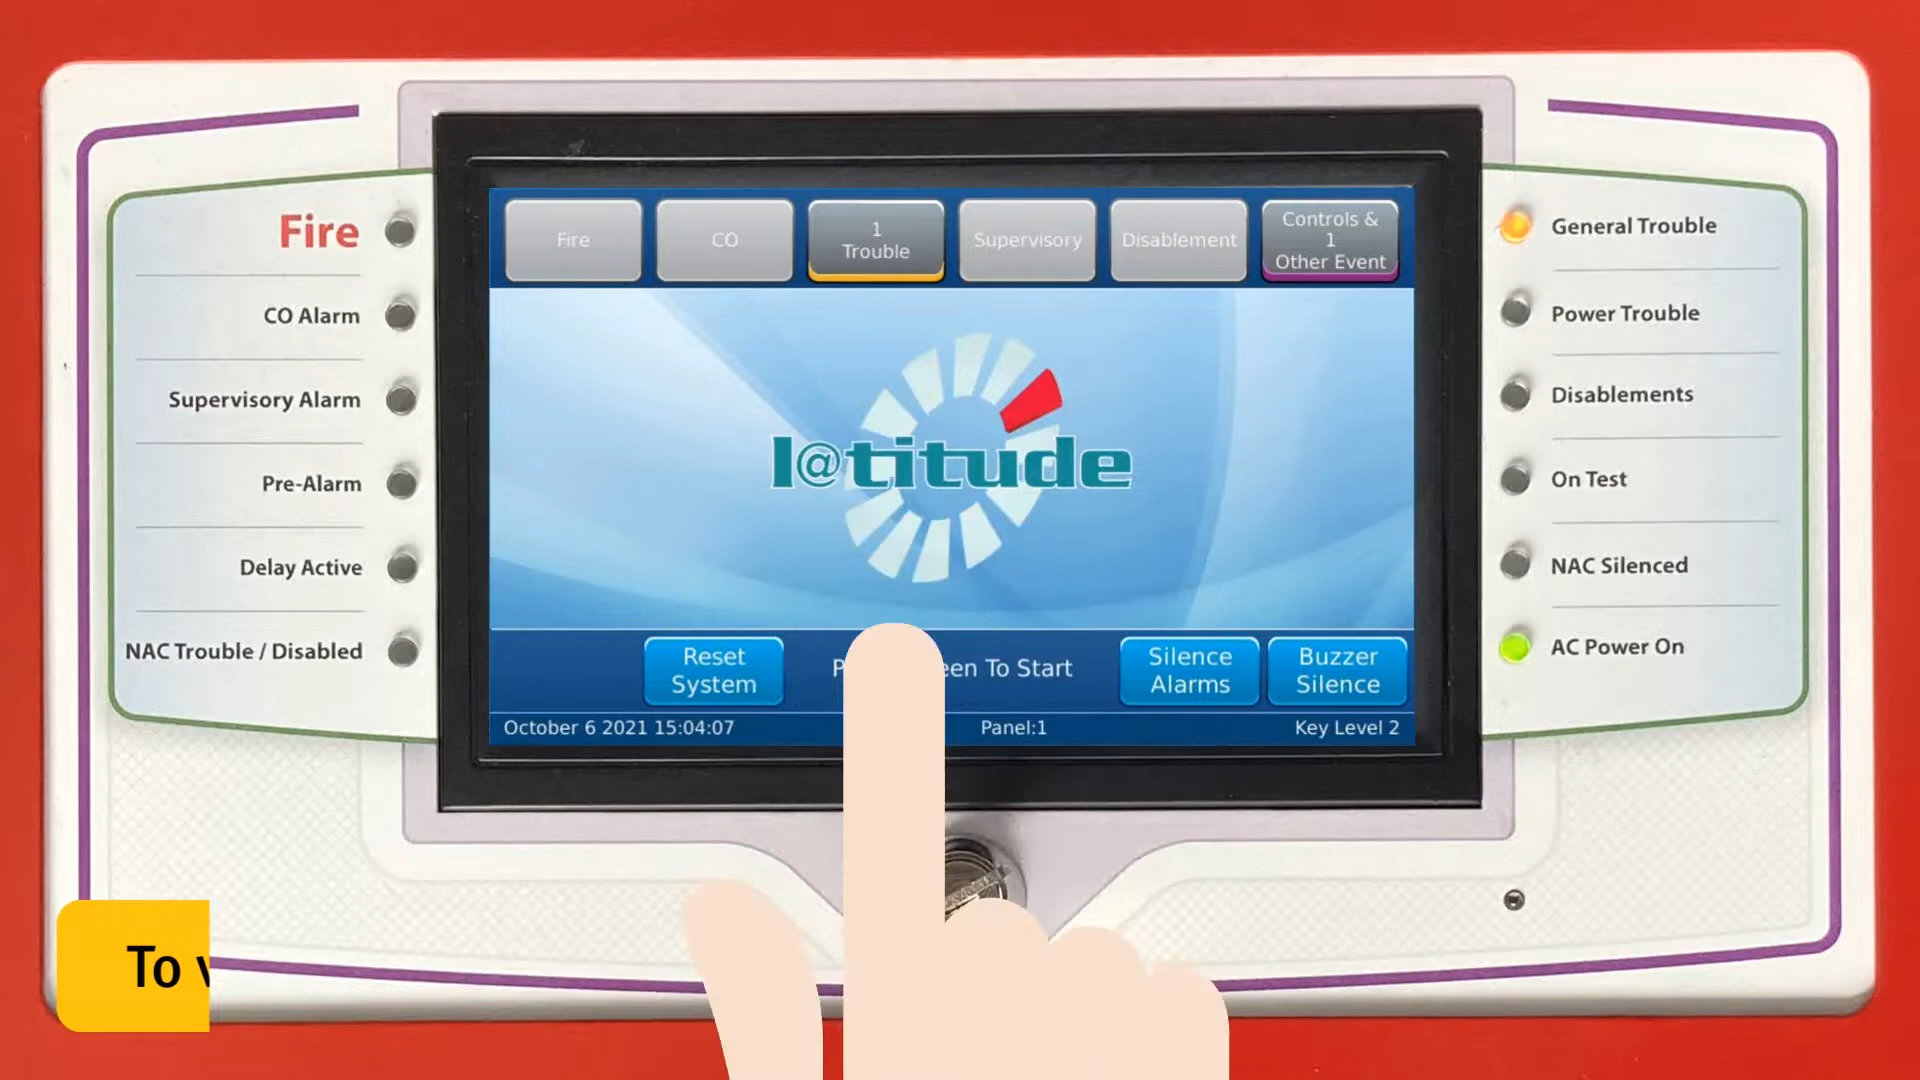 Fire
CO Alarm
Supervisory Alarm
Pre-Alarm
Delay Active
NAC Trouble / Disabled
Fire
CO
1
Trouble
Supervisory
Disablement
Controls &
1
Other Event
l@titude
Reset
System
To Start
Silence
Alarms
Buzzer
Silence
October 6 2021 15:04:07
Panel:1
Key Level 2
General Trouble
Power Trouble
Disablements
On Test
NAC Silenced
AC Power On
To